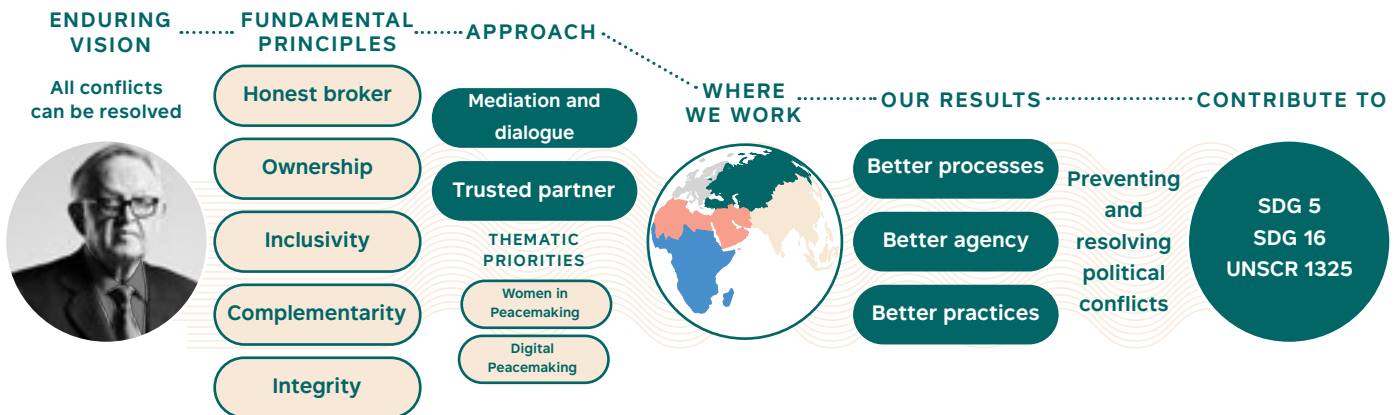 ENDURING
VISION
All conflicts
can be resolved
FUNDAMENTAL
PRINCIPLES
Honest broker
Ownership
Inclusivity
Complementarity
Integrity
APPROACH
Mediation and
dialogue
Trusted partner
THEMATIC
PRIORITIES
Women in
Peacemaking
Digital
Peacemaking
WHERE
WE WORK
OUR RESULTS
Better processes
Better agency
Better practices
Preventing
and
resolving
political
conflicts
CONTRIBUTE TO
SDG 5
SDG 16
UNSCR 1325